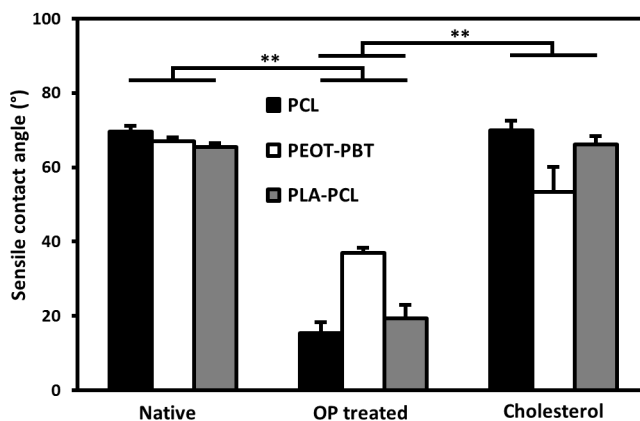 100
80
60
40
20
0
Sensile contact angle (°)
**
**
PCL
PEOT-PBT
PLA-PCL
Native
OP treated
Cholesterol